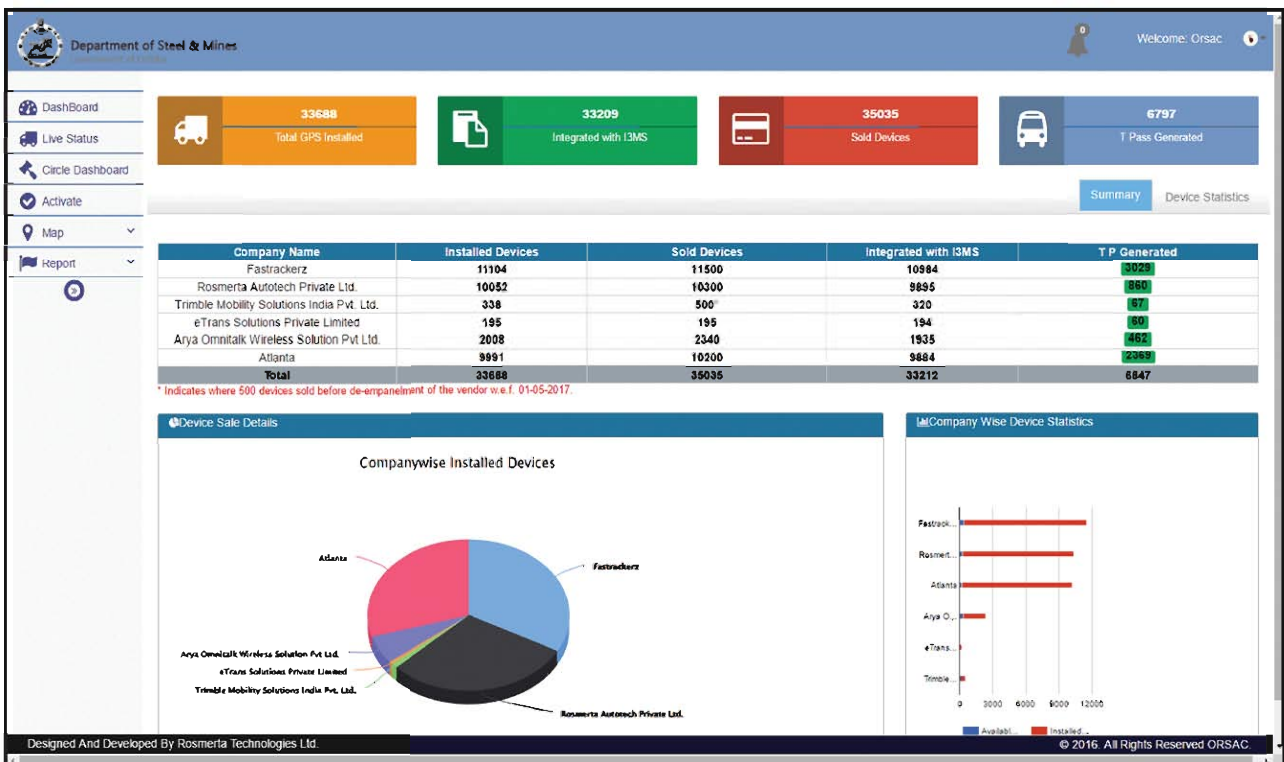 Department of Steel & Mines
0
Welcome: Orsac
DashBoard
Live Status
Circle Dashboard
Activate
Map
Report
33688
Total GPS Installed
33209
Integrated with I3MS
35035
Sold Devices
6797
T Pass Generated
Summary
Device Statistics
Company Name Installed Devices Sold Devices Integrated with I3MS T P Generated
Fastrackerz 11104 11500 10984 3029
Rosmerta Autotech Private Ltd. 10052 10300 9895 860
Trimble Mobility Solutions India Pvt. Ltd. 338 500* 320 67
eTrans Solutions Private Limited 195 195 194 60
Arya Omnitalk Wireless Solution Pvt Ltd. 2008 2340 1935 462
Atlanta 9991 10200 9884 2369
Total 33688 35035 33212 6847
* Indicates where 500 devices sold before de-empanelment of the vendor w.e.f. 01-05-2017.
Device Sale Details
Companywise Installed Devices
Atlanta
Fastrackerz
Arya Omnitalk Wireless Solution Pvt Ltd.
eTrans Solutions Private Limited
Trimble Mobility Solutions India Pvt. Ltd.
Rosmerta Autotech Private Ltd.
Company Wise Device Statistics
Fastrack...
Rosmert...
Atlanta
Arya O...
eTrans...
Trimble...
0 3000 6000 9000 12000
Availabl... Installed...
Designed And Developed By Rosmerta Technologies Ltd.
© 2016. All Rights Reserved ORSAC.